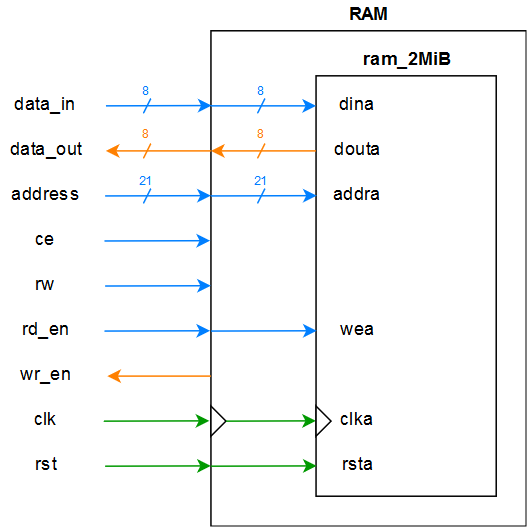 RAM
ram_2MiB
data_in 8 8 dina
data_out 8 8 douta
address 21 21 addra
ce
rw
rd_en wea
wr_en
clk clka
rst rsta